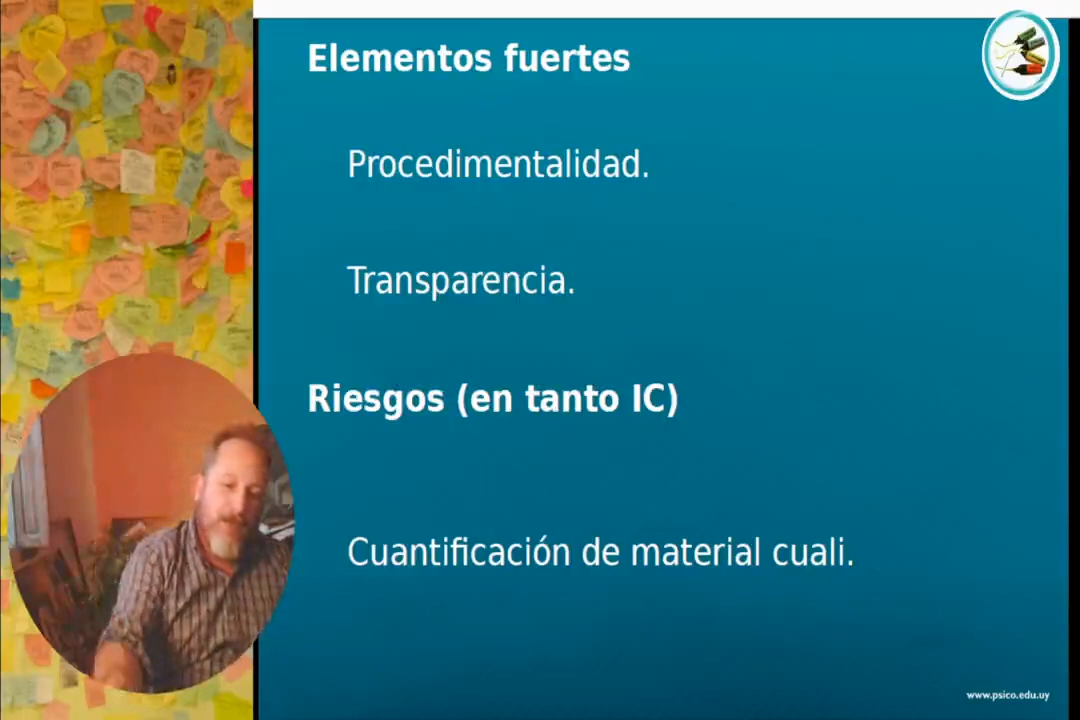 Elementos fuertes
Procedimentalidad.
Transparencia.
Riesgos (en tanto IC)
Cuantificación de material cuali.
www.psico.edu.uy